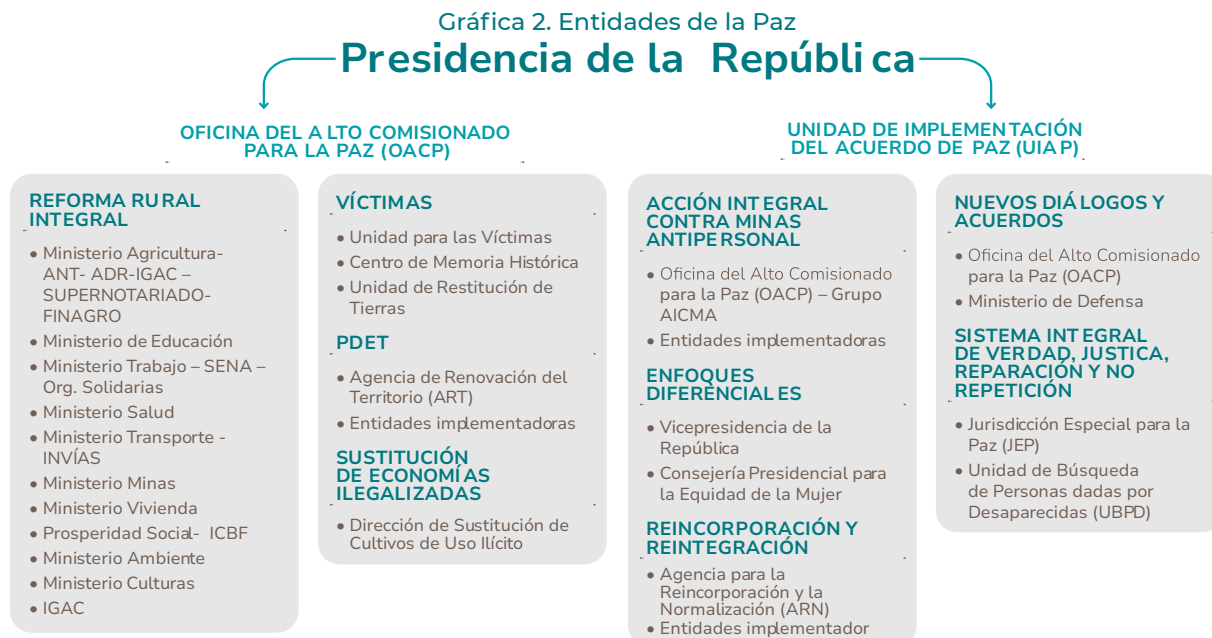 Gráfica 2. Entidades de la Paz
Presidencia de la República
OFICINA DEL ALTO COMISIONADO
PARA LA PAZ (OACP)
UNIDAD DE IMPLEMENTACIÓN
DEL ACUERDO DE PAZ (UIAP)
REFORMA RURAL
INTEGRAL
• Ministerio Agricultura-
ANT- ADR-IGAC –
SUPERNOTARIADO-
FINAGRO
• Ministerio de Educación
• Ministerio Trabajo – SENA –
Org. Solidarias
• Ministerio Salud
• Ministerio Transporte -
INVÍAS
• Ministerio Minas
• Ministerio Vivienda
• Prosperidad Social- ICBF
• Ministerio Ambiente
• Ministerio Culturas
• IGAC
VÍCTIMAS
• Unidad para las Víctimas
• Centro de Memoria Histórica
• Unidad de Restitución de
Tierras
PDET
• Agencia de Renovación del
Territorio (ART)
• Entidades implementadoras
SUSTITUCIÓN
DE ECONOMÍAS
ILEGALIZADAS
• Dirección de Sustitución de
Cultivos de Uso Ilícito
ACCIÓN INTEGRAL
CONTRA MINAS
ANTIPERSONAL
• Oficina del Alto Comisionado
para la Paz (OACP) – Grupo
AICMA
• Entidades implementadoras
ENFOQUES
DIFERENCIALES
• Vicepresidencia de la
República
• Consejería Presidencial para
la Equidad de la Mujer
REINCORPORACIÓN Y
REINTEGRACIÓN
• Agencia para la
Reincorporación y la
Normalización (ARN)
• Entidades implementador
NUEVOS DIÁLOGOS Y
ACUERDOS
• Oficina del Alto Comisionado
para la Paz (OACP)
• Ministerio de Defensa
SISTEMA INTEGRAL
DE VERDAD, JUSTICA,
REPARACIÓN Y NO
REPETICIÓN
• Jurisdicción Especial para la
Paz (JEP)
• Unidad de Búsqueda
de Personas dadas por
Desaparecidas (UBPD)